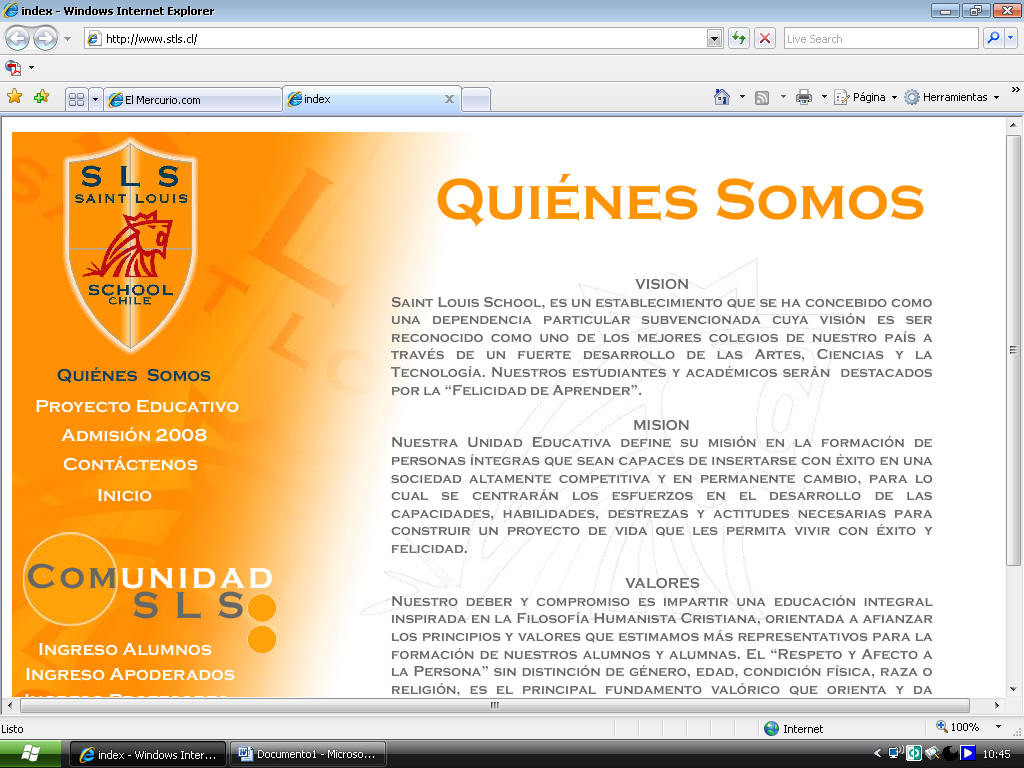 index - Windows Internet Explorer
http://www.stls.cl/
Live Search
El Mercurio.com
index
Página
Herramientas
»
SLS
SAINT LOUIS
SCHOOL
CHILE
QUIÉNES SOMOS
PROYECTO EDUCATIVO
ADMISIÓN 2008
CONTÁCTENOS
INICIO
COMUNIDAD
SLS
INGRESO ALUMNOS
INGRESO APODERADOS
QUIÉNES SOMOS
VISION
SAINT LOUIS SCHOOL, ES UN ESTABLECIMIENTO QUE SE HA CONCEBIDO COMO
UNA DEPENDENCIA PARTICULAR SUBVENCIONADA CUYA VISIÓN ES SER
RECONOCIDO COMO UNO DE LOS MEJORES COLEGIOS DE NUESTRO PAÍS A
TRAVÉS DE UN FUERTE DESARROLLO DE LAS ARTES, CIENCIAS Y LA
TECNOLOGÍA. NUESTROS ESTUDIANTES Y ACADÉMICOS SERÁN DESTACADOS
POR LA “FELICIDAD DE APRENDER”.
MISION
NUESTRA UNIDAD EDUCATIVA DEFINE SU MISIÓN EN LA FORMACIÓN DE
PERSONAS ÍNTEGRAS QUE SEAN CAPACES DE INSERTARSE CON ÉXITO EN UNA
SOCIEDAD ALTAMENTE COMPETITIVA Y EN PERMANENTE CAMBIO, PARA LO
CUAL SE CENTRARÁN LOS ESFUERZOS EN EL DESARROLLO DE LAS
CAPACIDADES, HABILIDADES, DESTREZAS Y ACTITUDES NECESARIAS PARA
CONSTRUIR UN PROYECTO DE VIDA QUE LES PERMITA VIVIR CON ÉXITO Y
FELICIDAD.
VALORES
NUESTRO DEBER Y COMPROMISO ES IMPARTIR UNA EDUCACIÓN INTEGRAL
INSPIRADA EN LA FILOSOFÍA HUMANISTA CRISTIANA, ORIENTADA A AFIANZAR
LOS PRINCIPIOS Y VALORES QUE ESTIMAMOS MÁS REPRESENTATIVOS PARA LA
FORMACIÓN DE NUESTROS ALUMNOS Y ALUMNAS. EL “RESPETO Y AFECTO A
LA PERSONA” SIN DISTINCIÓN DE GÉNERO, EDAD, CONDICIÓN FÍSICA, RAZA O
RELIGIÓN, ES EL PRINCIPAL FUNDAMENTO VALÓRICO QUE ORIENTA Y DA
Listo
Internet
100%
index - Windows Inter...
Documento1 - Microso...
10:45